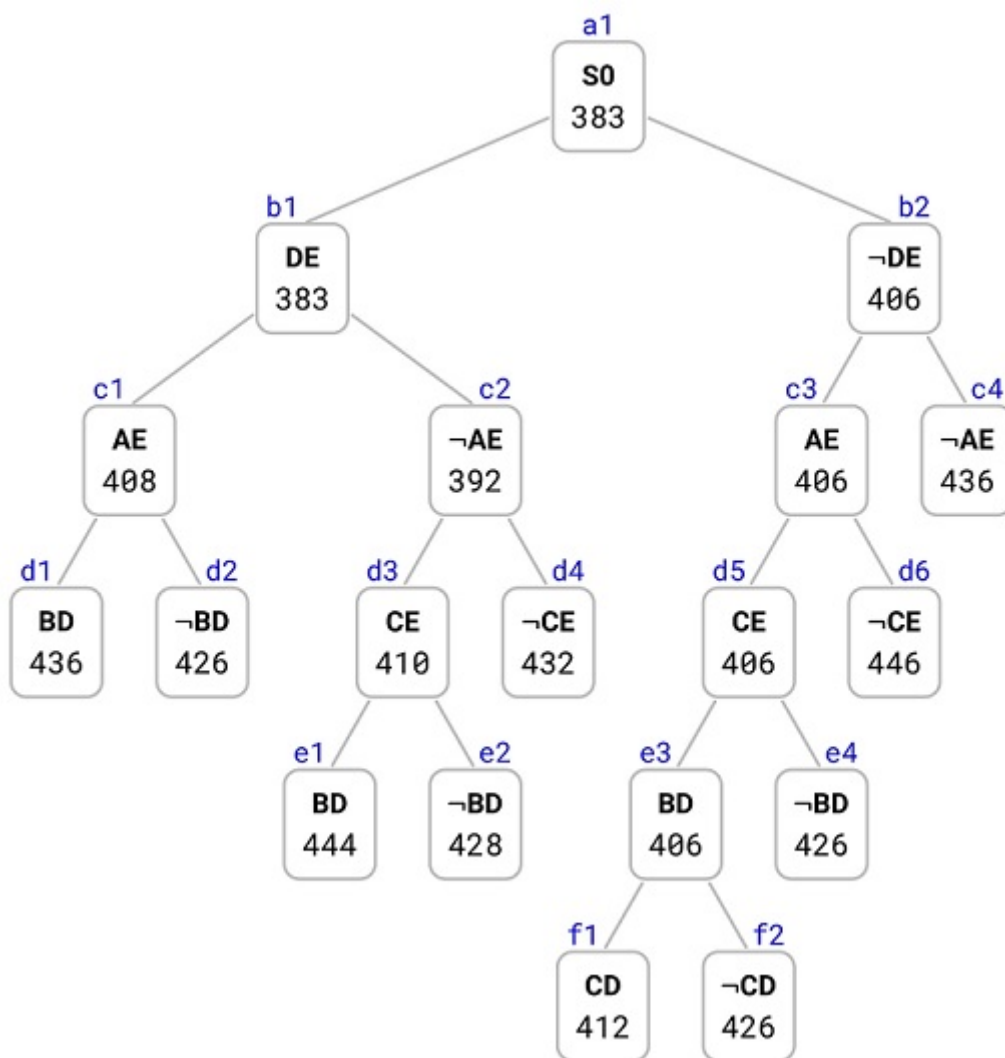 a1
S0
383
b1
b2
DE
383
¬DE
406
c1
c2
c3
c4
AE
408
¬AE
392
AE
406
¬AE
436
d1
d2
d3
d4
d5
d6
BD
436
¬BD
426
CE
410
¬CE
432
CE
406
¬CE
446
e1
e2
e3
e4
BD
444
¬BD
428
BD
406
¬BD
426
f1
f2
CD
412
¬CD
426